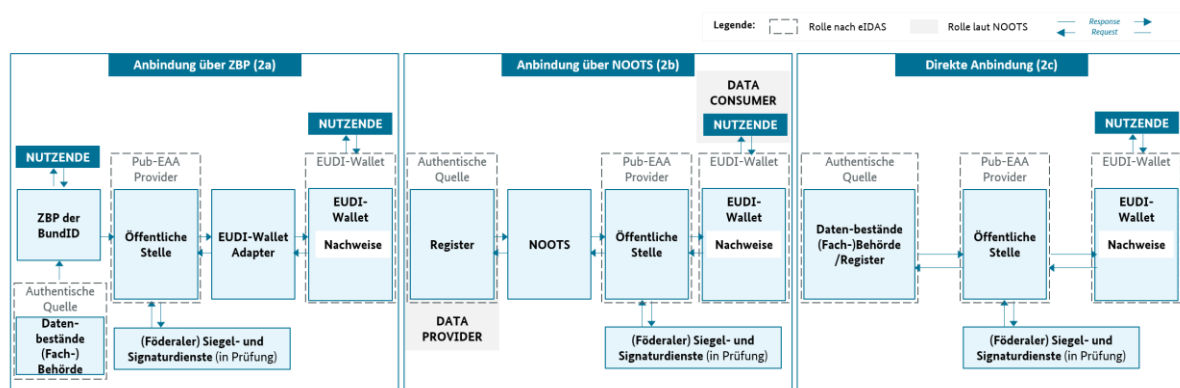 Legende:
Rolle nach eIDAS
Rolle laut NOOTS
Response
Request
Anbindung über ZBP (2a)
NUTZENDE
NUTZENDE
Pub-EAA
Provider
EUDI-Wallet
ZBP der
BundID
Öffentliche
Stelle
EUDI-Wallet
Adapter
EUDI-
Wallet
Nachweise
Authentische
Quelle
Daten-
bestände
(Fach-)
Behörde
(Föderaler) Siegel- und
Signaturdienste (in Prüfung)
Anbindung über NOOTS (2b)
DATA
CONSUMER
NUTZENDE
Authentische
Quelle
Pub-EAA
Provider
EUDI-Wallet
Register
NOOTS
Öffentliche
Stelle
EUDI-
Wallet
Nachweise
DATA
PROVIDER
(Föderaler) Siegel- und
Signaturdienste (in Prüfung)
Direkte Anbindung (2c)
NUTZENDE
Authentische
Quelle
Pub-EAA
Provider
EUDI-Wallet
Daten-bestände
(Fach-)Behörde
/Register
Öffentliche
Stelle
EUDI-
Wallet
Nachweise
(Föderaler) Siegel- und
Signaturdienste (in Prüfung)